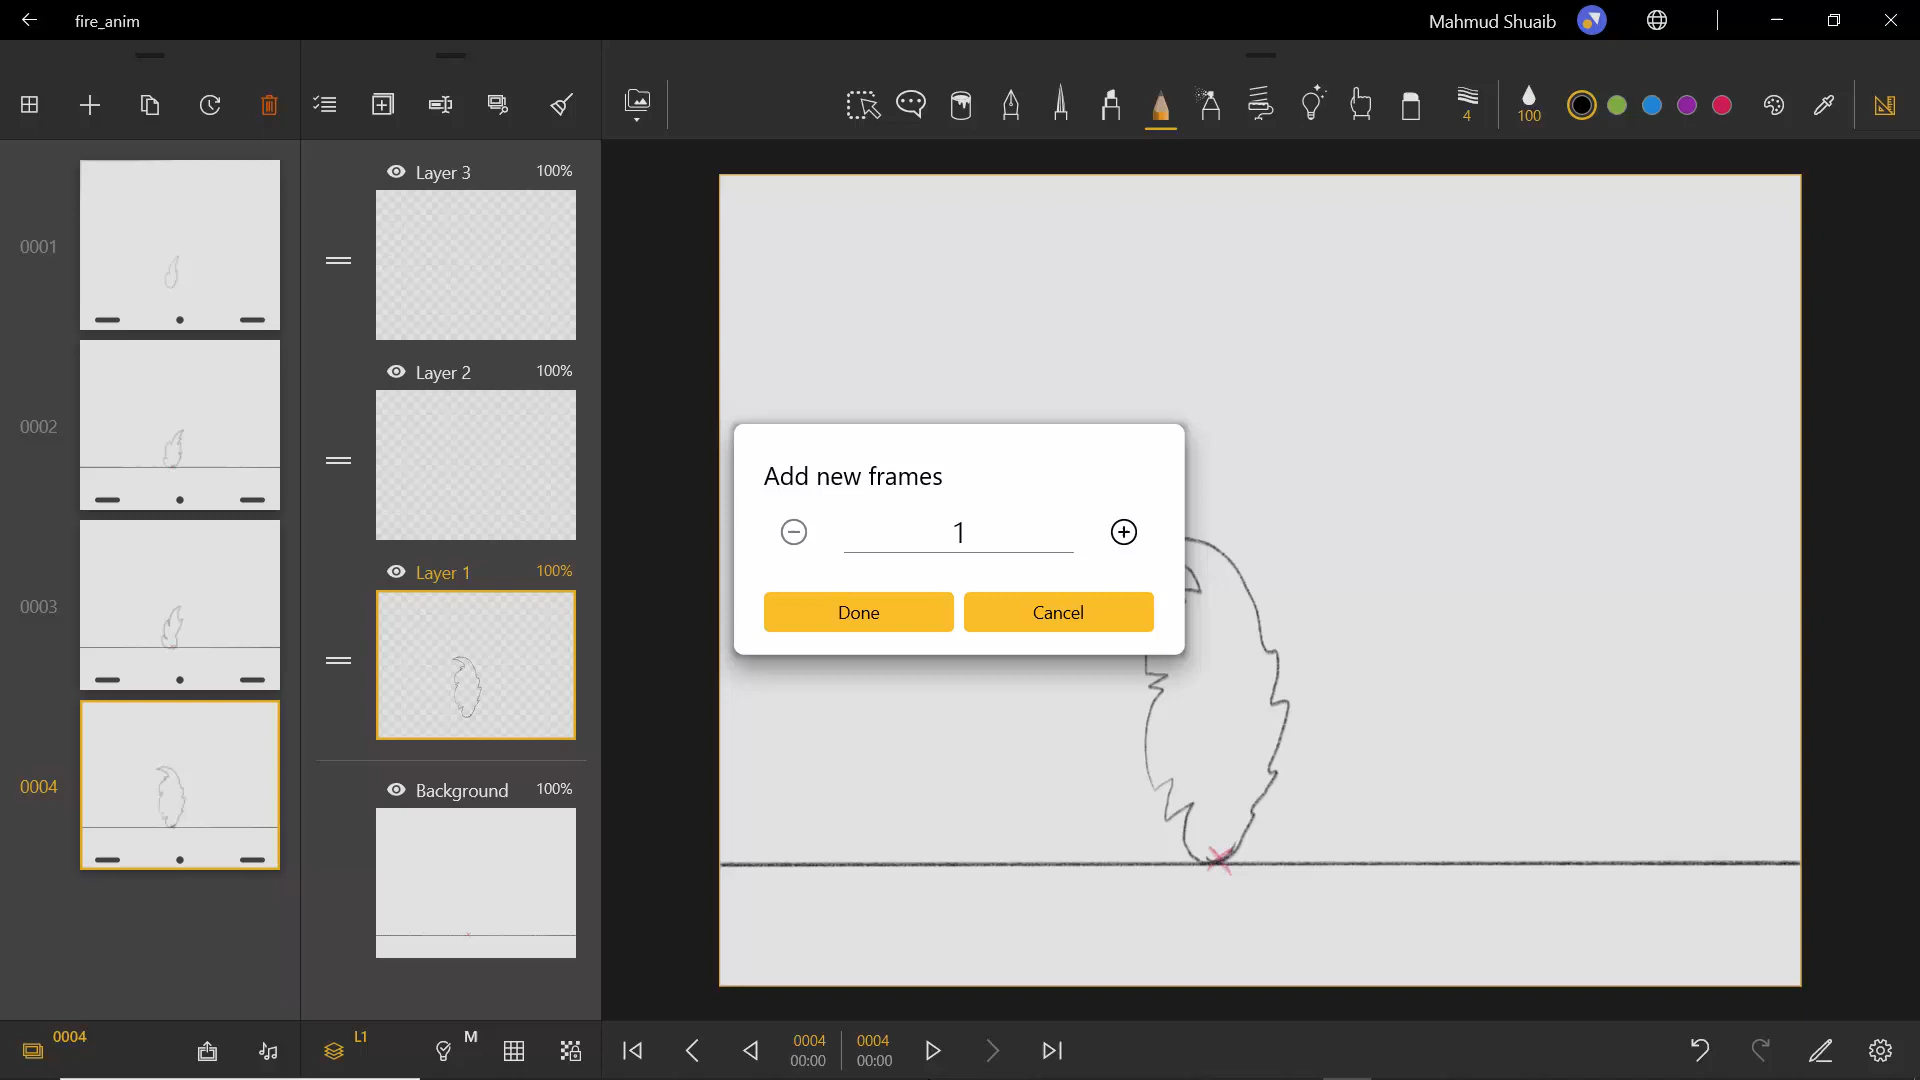 fire_anim
Mahmud Shuaib
4
100
0001
0002
0003
0004
Layer 3 100%
Layer 2 100%
Layer 1 100%
Background 100%
Add new frames
1
Done Cancel
0004
L1
M
0004 0004
00:00 00:00